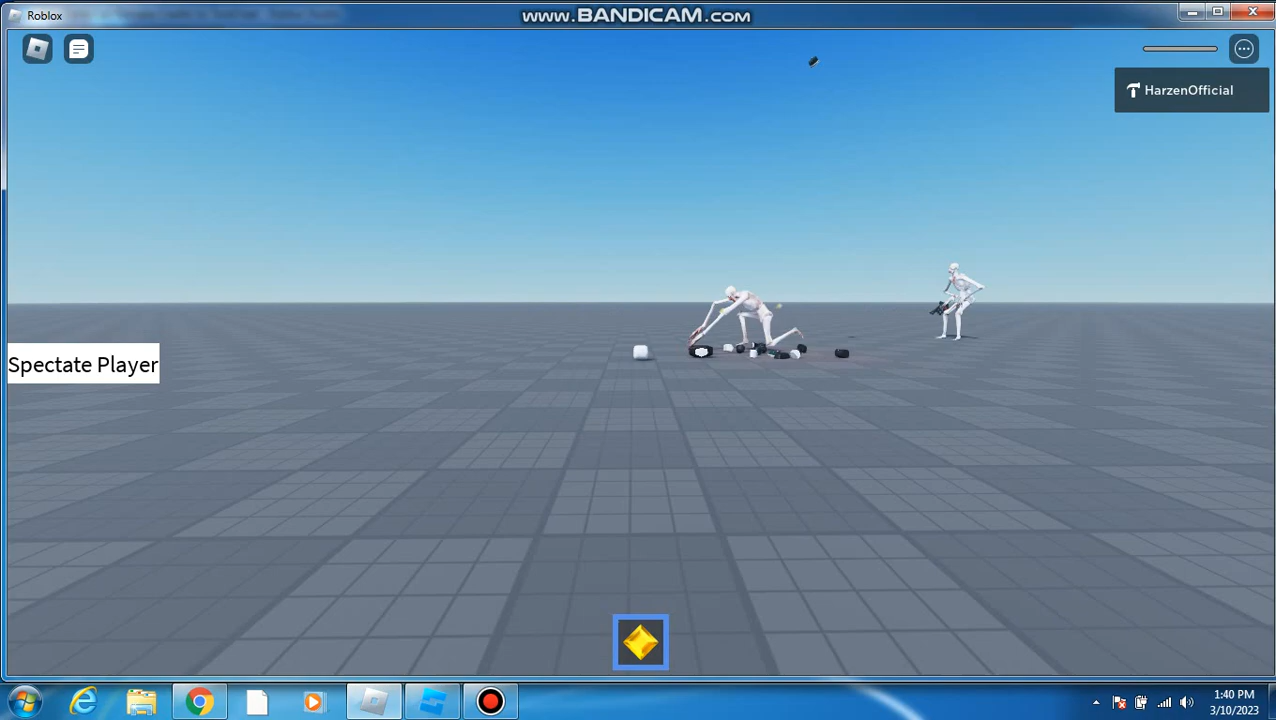 Roblox
www.BANDICAM.com
HarzenOfficial
Spectate Player
1:40 PM
3/10/2023